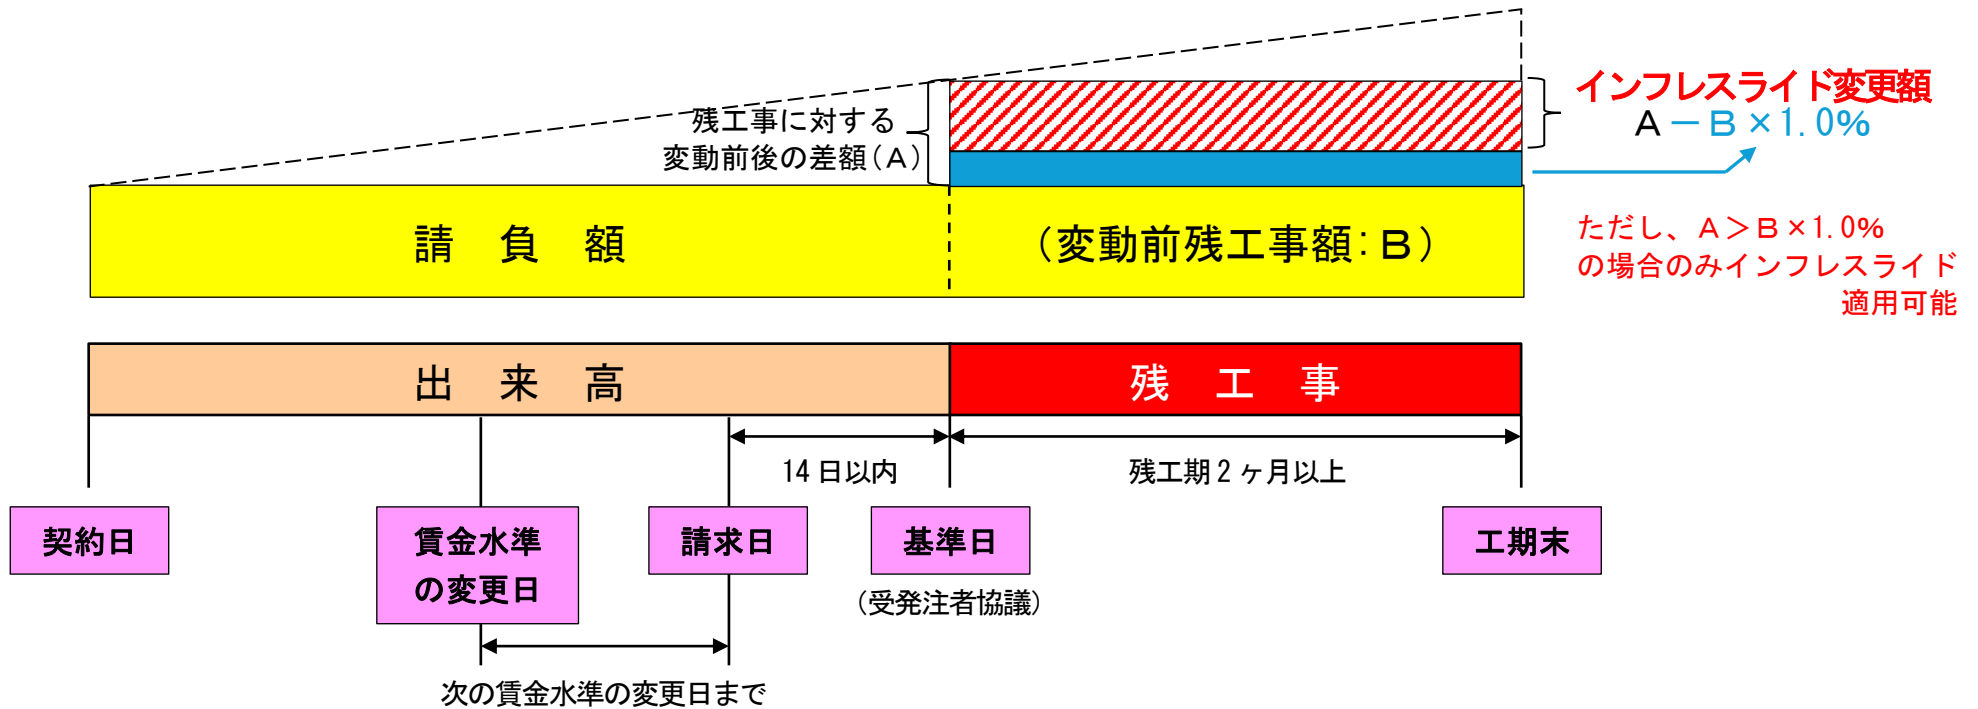 インフレスライド変更額
A－B×1.0%
残工事に対する
変動前後の差額(A)
請　負　額
(変動前残工事額:B)
ただし、A＞B×1.0%
の場合のみインフレスライド
適用可能
出　来　高
残　工　事
14日以内
残工期2ヶ月以上
契約日
賃金水準
の変更日
請求日
基準日
工期末
(受発注者協議)
次の賃金水準の変更日まで